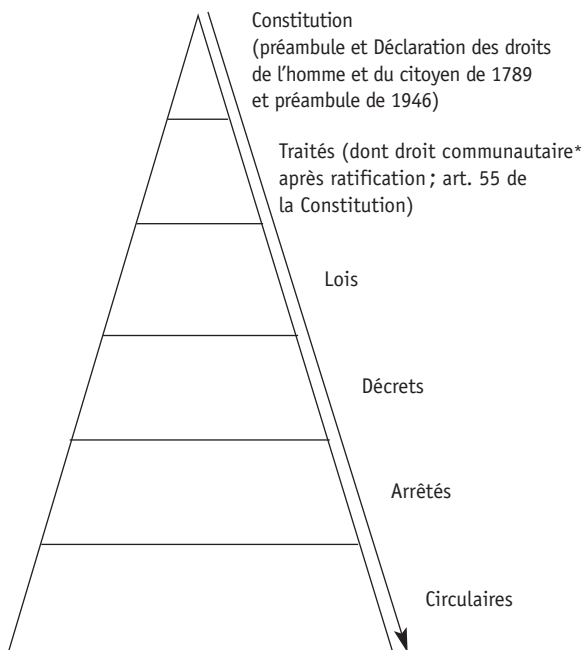 Constitution
(préambule et Déclaration des droits
de l'homme et du citoyen de 1789
et préambule de 1946)
Traités (dont droit communautaire*
après ratification ; art. 55 de
la Constitution)
Lois
Décrets
Arrêtés
Circulaires